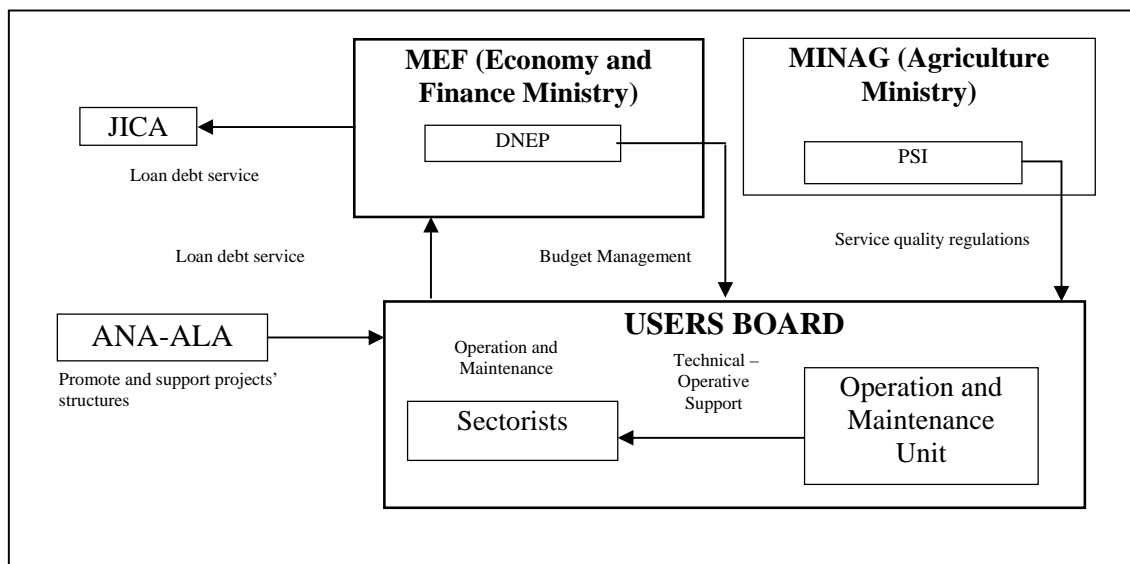 MEF (Economy and
Finance Ministry)
DNEP
MINAG (Agriculture
Ministry)
PSI
JICA
Loan debt service
Loan debt service
Budget Management
Service quality regulations
ANA-ALA
Promote and support projects’
structures
USERS BOARD
Operation and
Maintenance
Technical –
Operative
Support
Sectorists
Operation and
Maintenance
Unit